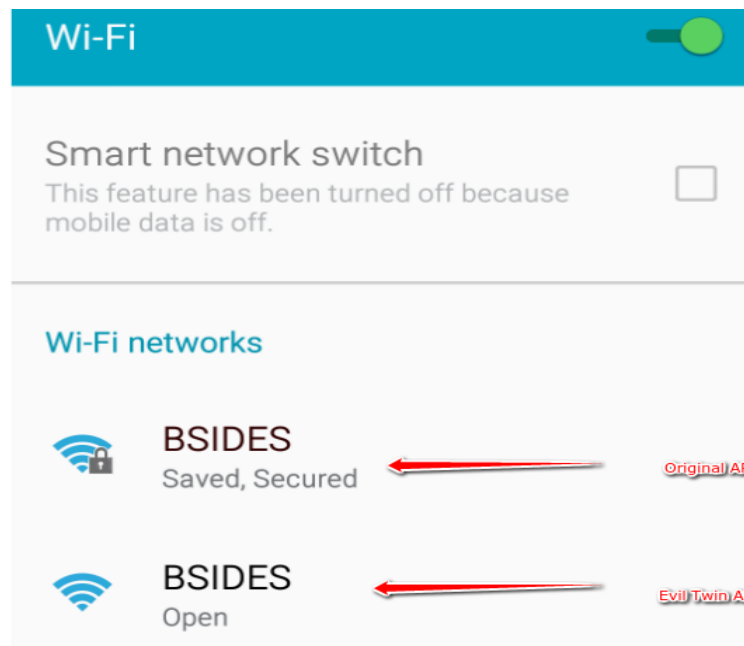 Wi-Fi
Smart network switch
This feature has been turned off because
mobile data is off.
Wi-Fi networks
BSIDES
Saved, Secured
Original AP
BSIDES
Evil Twin A
Open